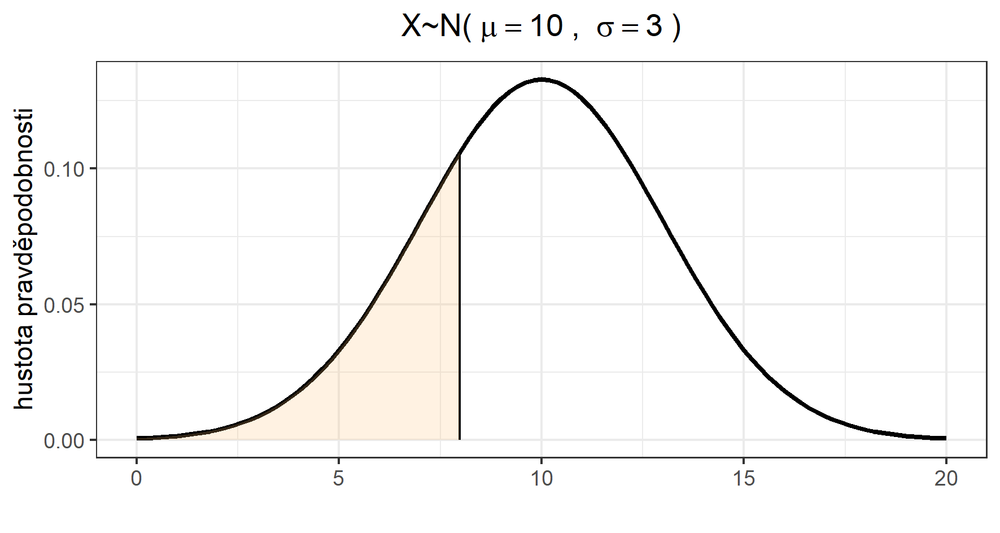 X~N( μ = 10 , σ = 3 )
hustota pravděpodobnosti
0.10
0.05
0.00
0 5 10 15 20